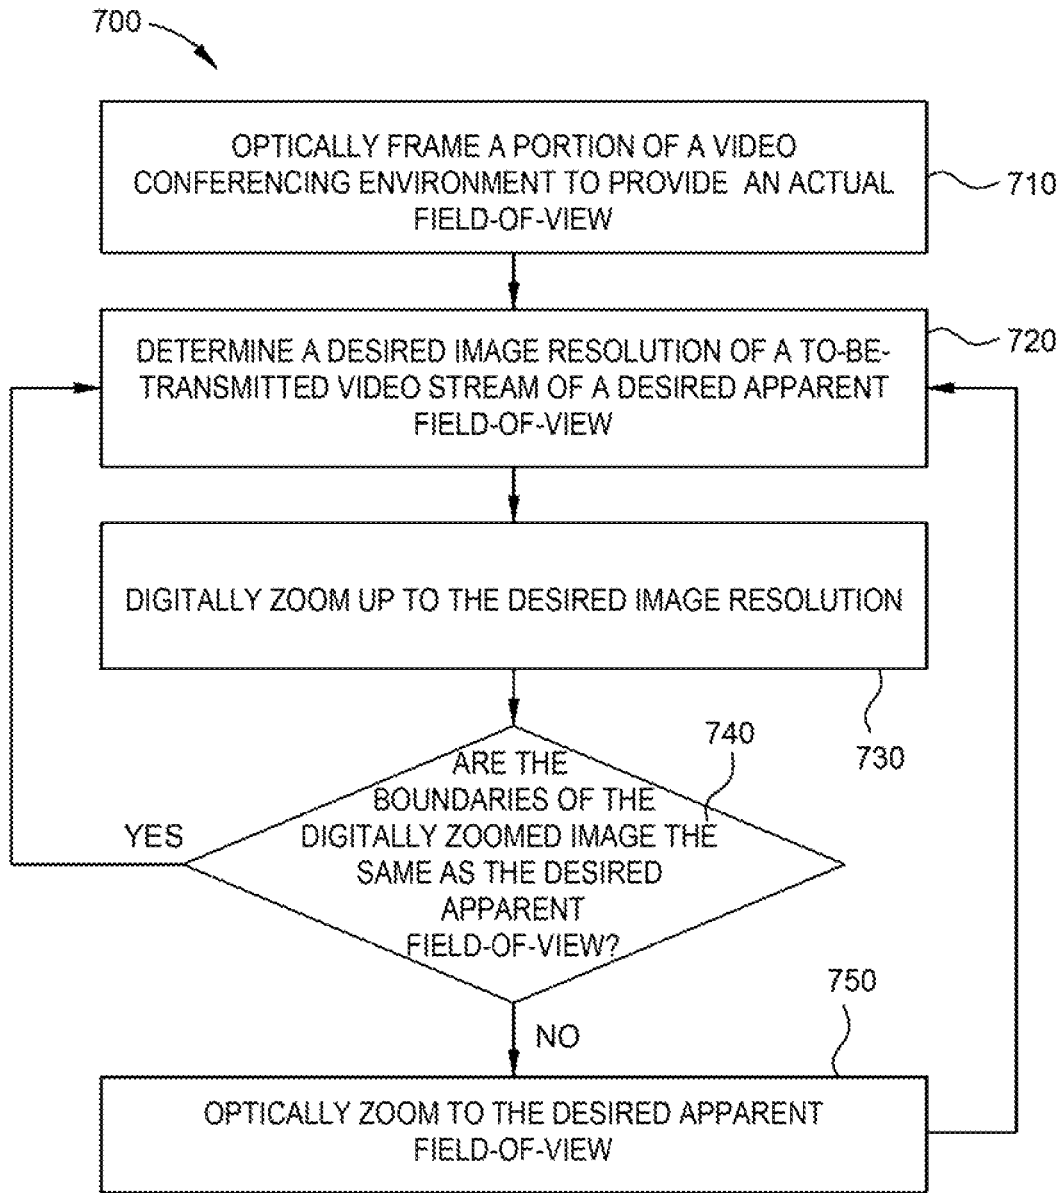 700
OPTICALLY FRAME A PORTION OF A VIDEO
CONFERENCING ENVIRONMENT TO PROVIDE AN ACTUAL
FIELD-OF-VIEW
710
DETERMINE A DESIRED IMAGE RESOLUTION OF A TO-BE-
TRANSMITTED VIDEO STREAM OF A DESIRED APPARENT
FIELD-OF-VIEW
720
DIGITALLY ZOOM UP TO THE DESIRED IMAGE RESOLUTION
730
740
ARE THE
BOUNDARIES OF THE
DIGITALLY ZOOMED IMAGE THE
SAME AS THE DESIRED
APPARENT
FIELD-OF-VIEW?
YES
NO
750
OPTICALLY ZOOM TO THE DESIRED APPARENT
FIELD-OF-VIEW